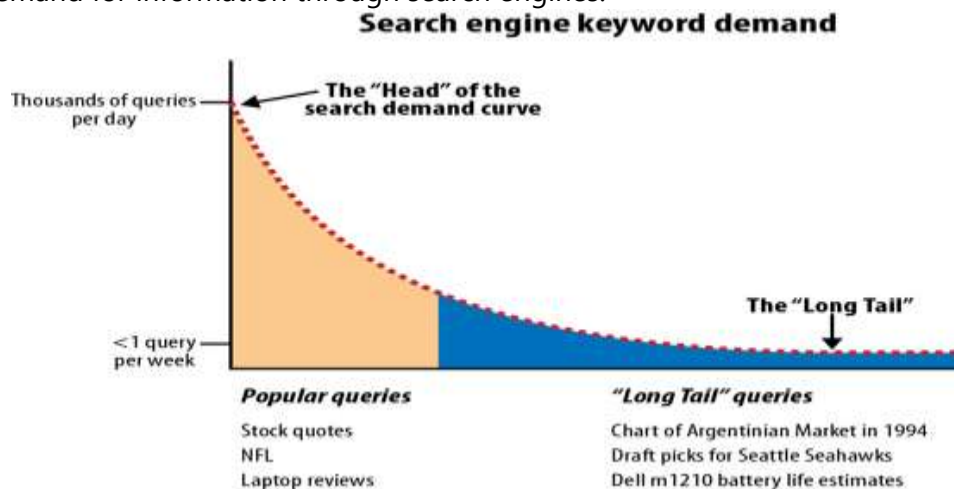 demand for information through search engines.
Search engine keyword demand
Thousands of queries
per day
The “Head” of the
search demand curve
The “Long Tail”
<1 query
per week
Popular queries
Stock quotes
NFL
Laptop reviews
“Long Tail” queries
Chart of Argentinian Market in 1994
Draft picks for Seattle Seahawks
Dell m1210 battery life estimates